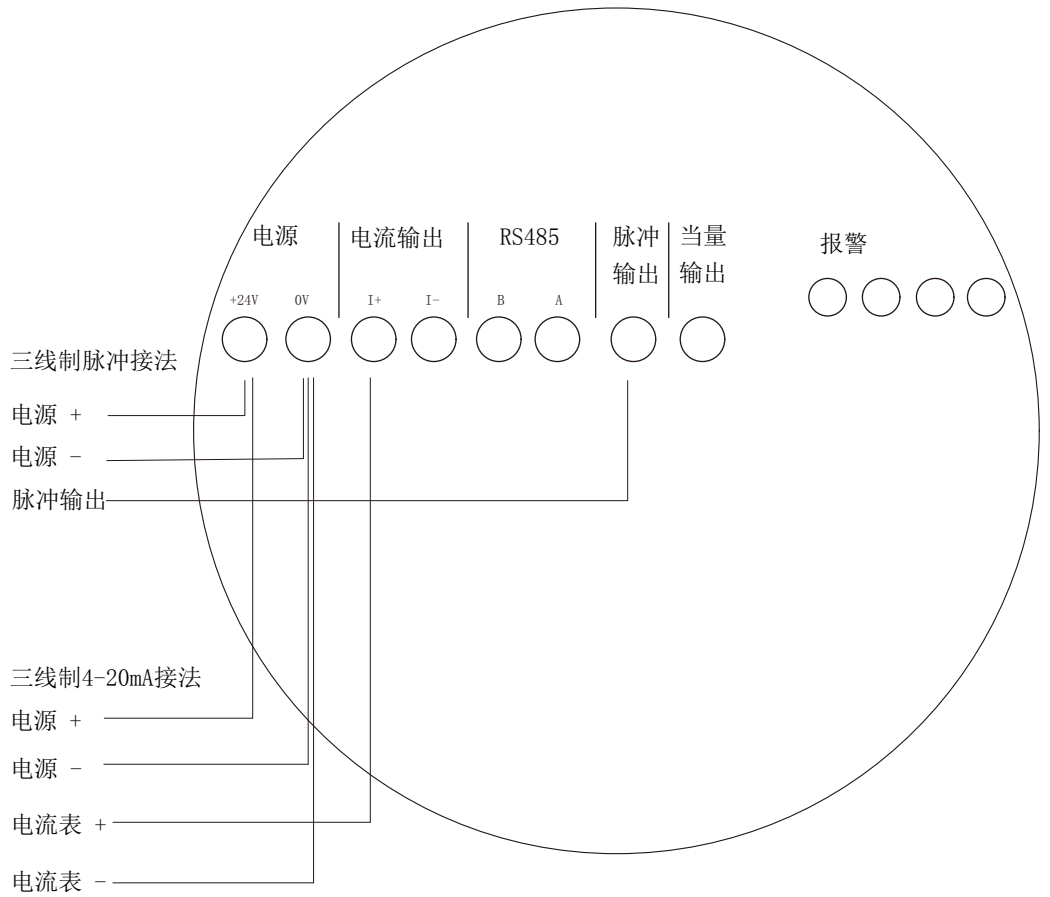 电源
电流输出
RS485
脉冲
输出
当量
输出
报警
+24V
0V
I+
I-
B
A
三线制脉冲接法
电源 +
电源 -
脉冲输出
三线制4-20mA接法
电源 +
电源 -
电流表 +
电流表 -